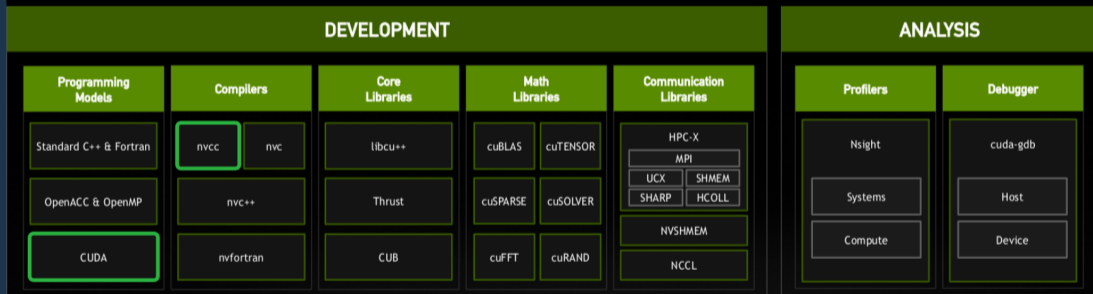 DEVELOPMENT
Programming
Models
Standard C++ & Fortran
OpenACC & OpenMP
CUDA
Compilers
nvcc
nvc
nvc++
nvfortran
Core
Libraries
libcu++
Thrust
CUB
Math
Libraries
cuBLAS
cuTENSOR
cuSPARSE
cuSOLVER
cuFFT
cuRAND
Communication
Libraries
HPC-X
MPI
UCX
SHMEM
SHARP
HCOLL
NVSHMEM
NCCL
ANALYSIS
Profilers
Nsight
Systems
Compute
Debugger
cuda-gdb
Host
Device